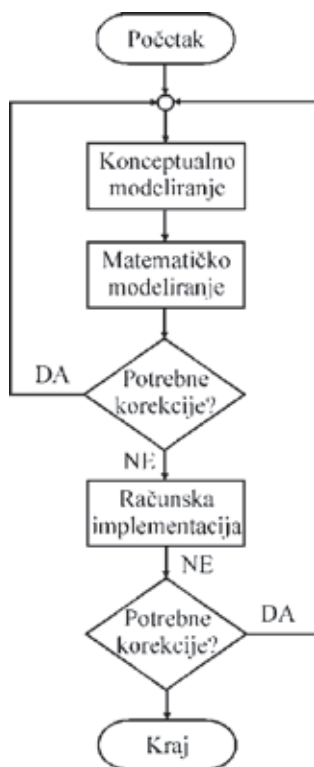 Početak
Konceptualno
modeliranje
Matematičko
modeliranje
DA
Potrebne
korekcije?
NE
Računska
implementacija
NE
Potrebne
korekcije?
DA
Kraj